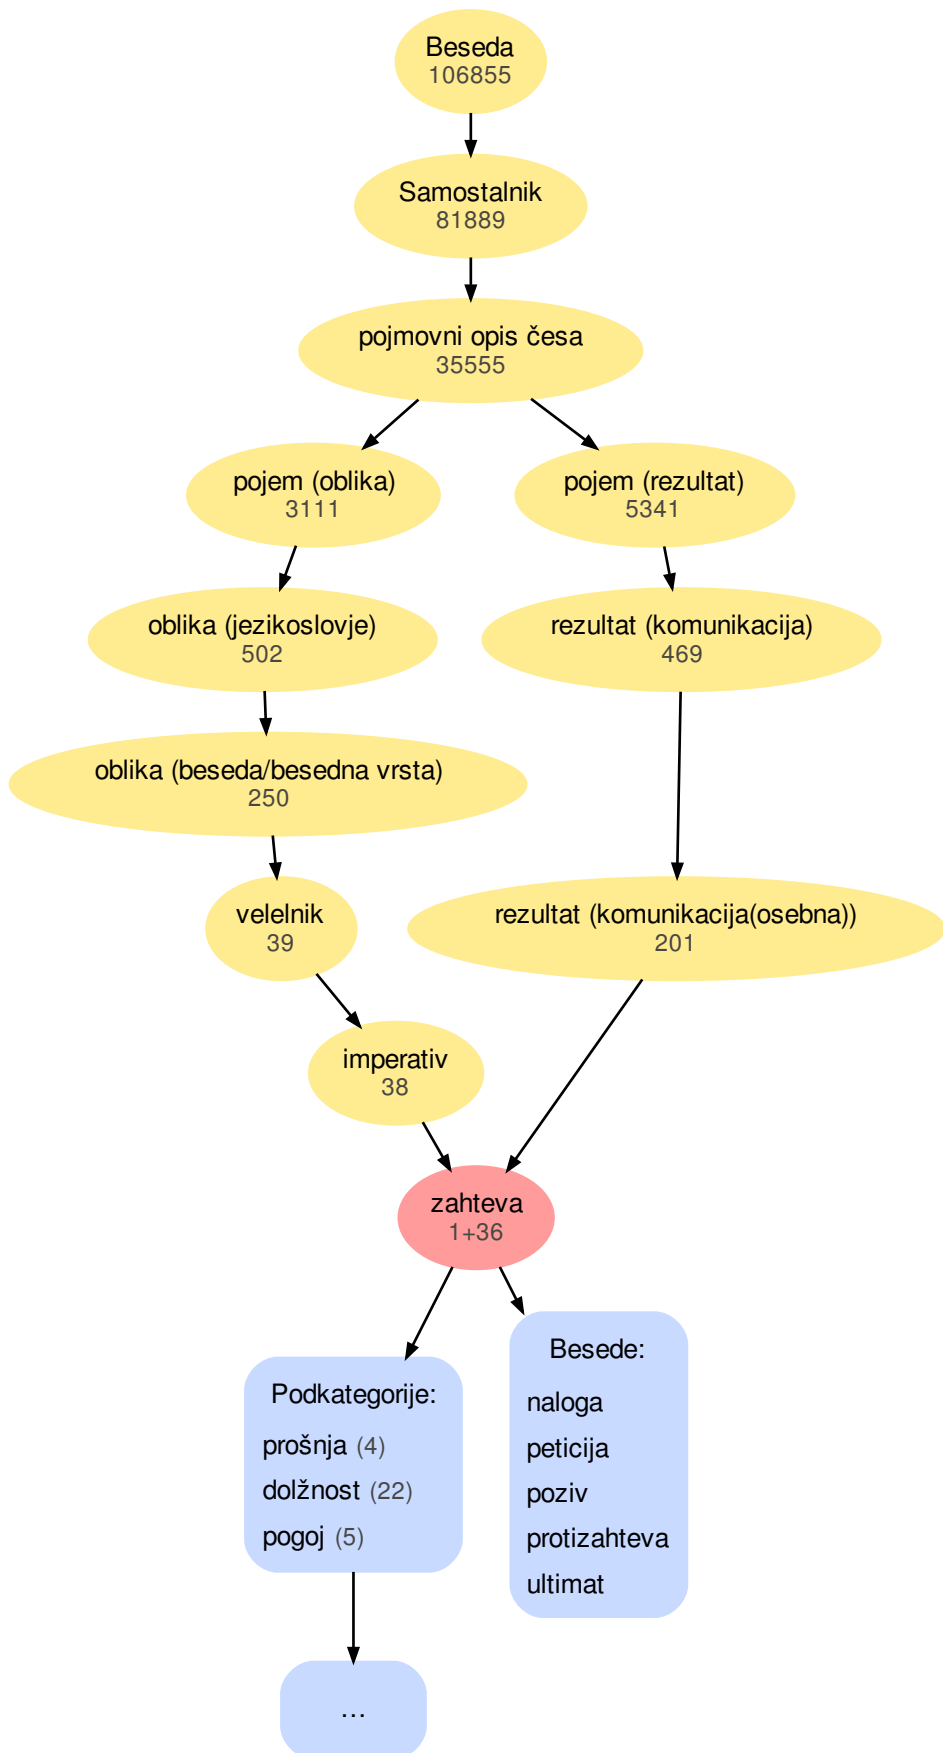 Beseda
106855
Samostalnik
81889
pojmovni opis česa
35555
pojem (oblika)
3111
pojem (rezultat)
5341
oblika (jezikoslovje)
502
rezultat (komunikacija)
469
oblika (beseda/besedna vrsta)
250
velelnik
39
rezultat (komunikacija(osebna))
201
imperativ
38
zahteva
1+36
Podkategorije:
prošnja (4)
dolžnost (22)
pogoj (5)
Besede:
naloga
peticija
poziv
protizahteva
ultimat
...